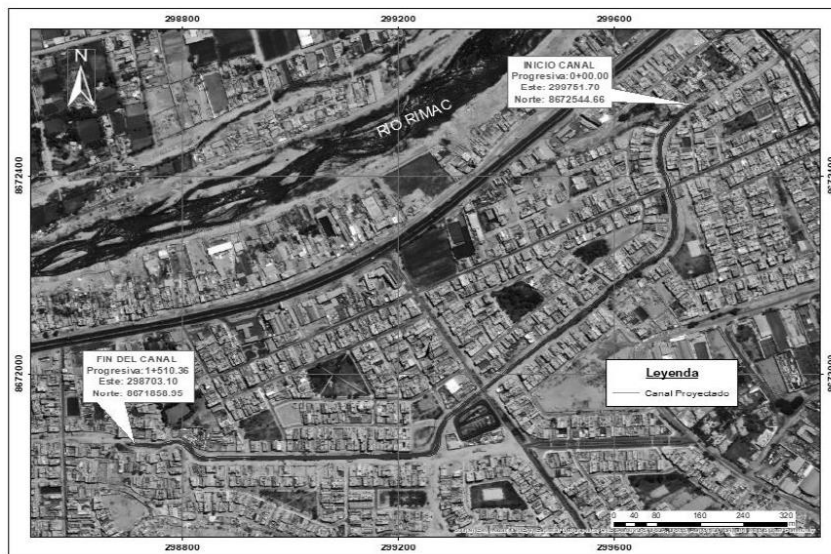 298800 299200 299600
N
INICIO CANAL
Progresiva:0+00.00
Este: 299751.70
Norte: 8672544.66
RIO RIMAC
8672400 8672400
8672000 8672000
FIN DEL CANAL
Progresiva:1+510.36
Este: 298703.10
Norte: 8671858.95
Leyenda
Canal Proyectado
0 40 80 160 240 320
298800 299200 299600